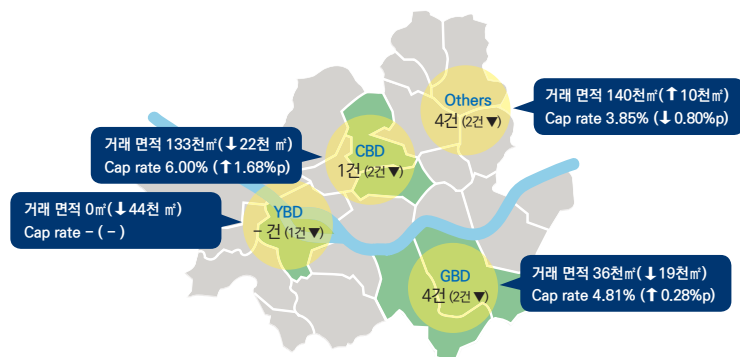 Others
4건 (2건 ▼)
거래 면적 140천㎡(↑10천㎡)
Cap rate 3.85% (↓0.80%p)
거래 면적 133천㎡(↓22천 ㎡)
Cap rate 6.00% (↑1.68%p)
CBD
1건 (2건 ▼)
거래 면적 0㎡(↓44천 ㎡)
Cap rate – ( – )
YBD
– 건 (1건 ▼)
GBD
4건 (2건 ▼)
거래 면적 36천㎡(↓19천㎡)
Cap rate 4.81% (↑0.28%p)